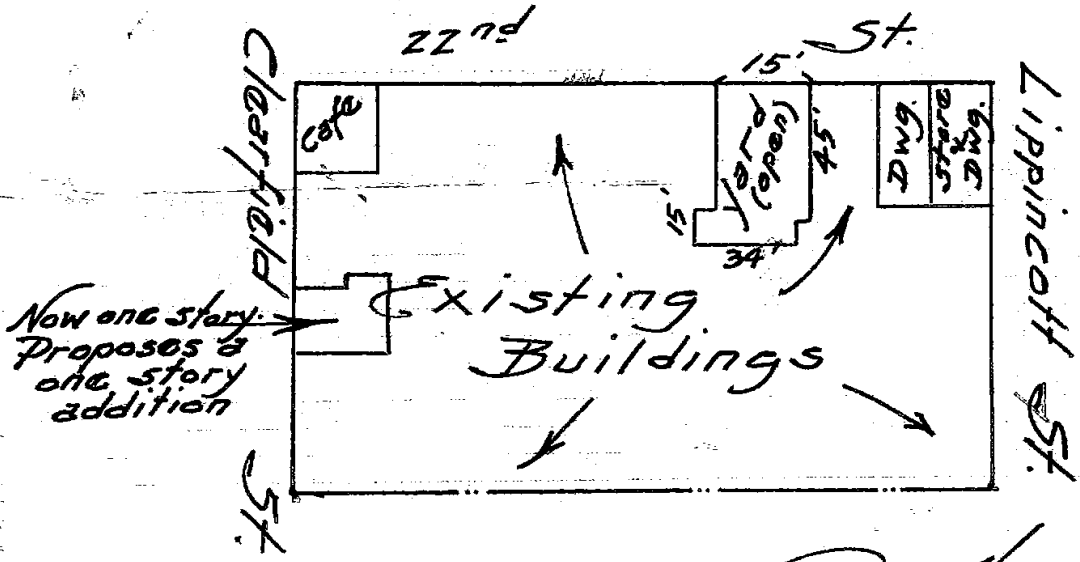 22nd St.
Clearfield St.
Lippincott St.
Cafe
15'
Yard
(open)
45'
15'
34'
Dwg.
Store
&
Dwg.
Existing
Buildings
Now one story.
Proposes a
one story
addition